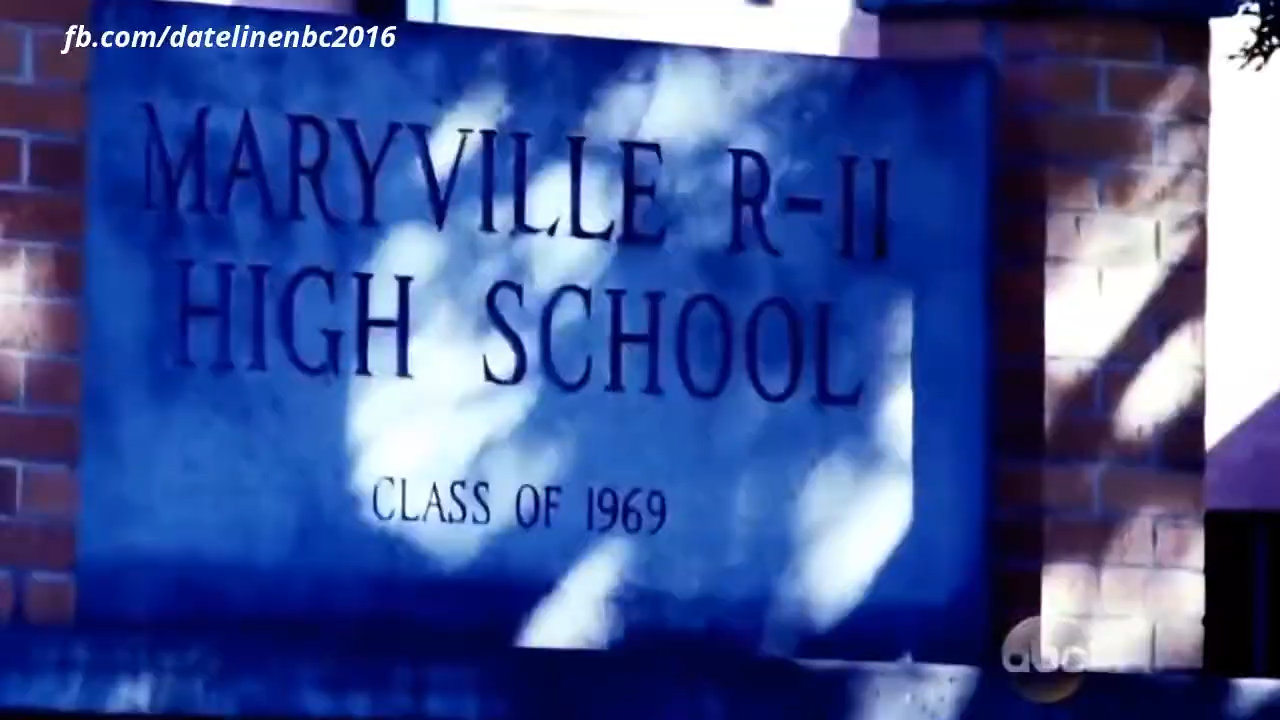 fb.com/datelinenbc2016
MARYVILLE R-II
HIGH SCHOOL
CLASS OF 1969
abc